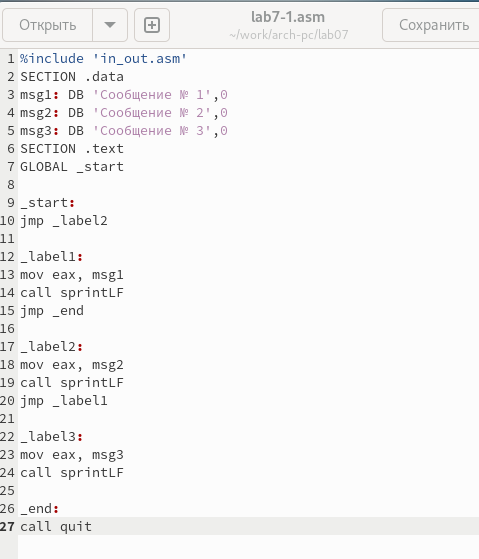 Открыть
lab7-1.asm
~/work/arch-pc/lab07
Сохранить
1 %include 'in_out.asm'
2 SECTION .data
3 msg1: DB 'Сообщение № 1',0
4 msg2: DB 'Сообщение № 2',0
5 msg3: DB 'Сообщение № 3',0
6 SECTION .text
7 GLOBAL _start
8
9 _start:
10 jmp _label2
11
12 _label1:
13 mov eax, msg1
14 call sprintLF
15 jmp _end
16
17 _label2:
18 mov eax, msg2
19 call sprintLF
20 jmp _label1
21
22 _label3:
23 mov eax, msg3
24 call sprintLF
25
26 _end:
27 call quit